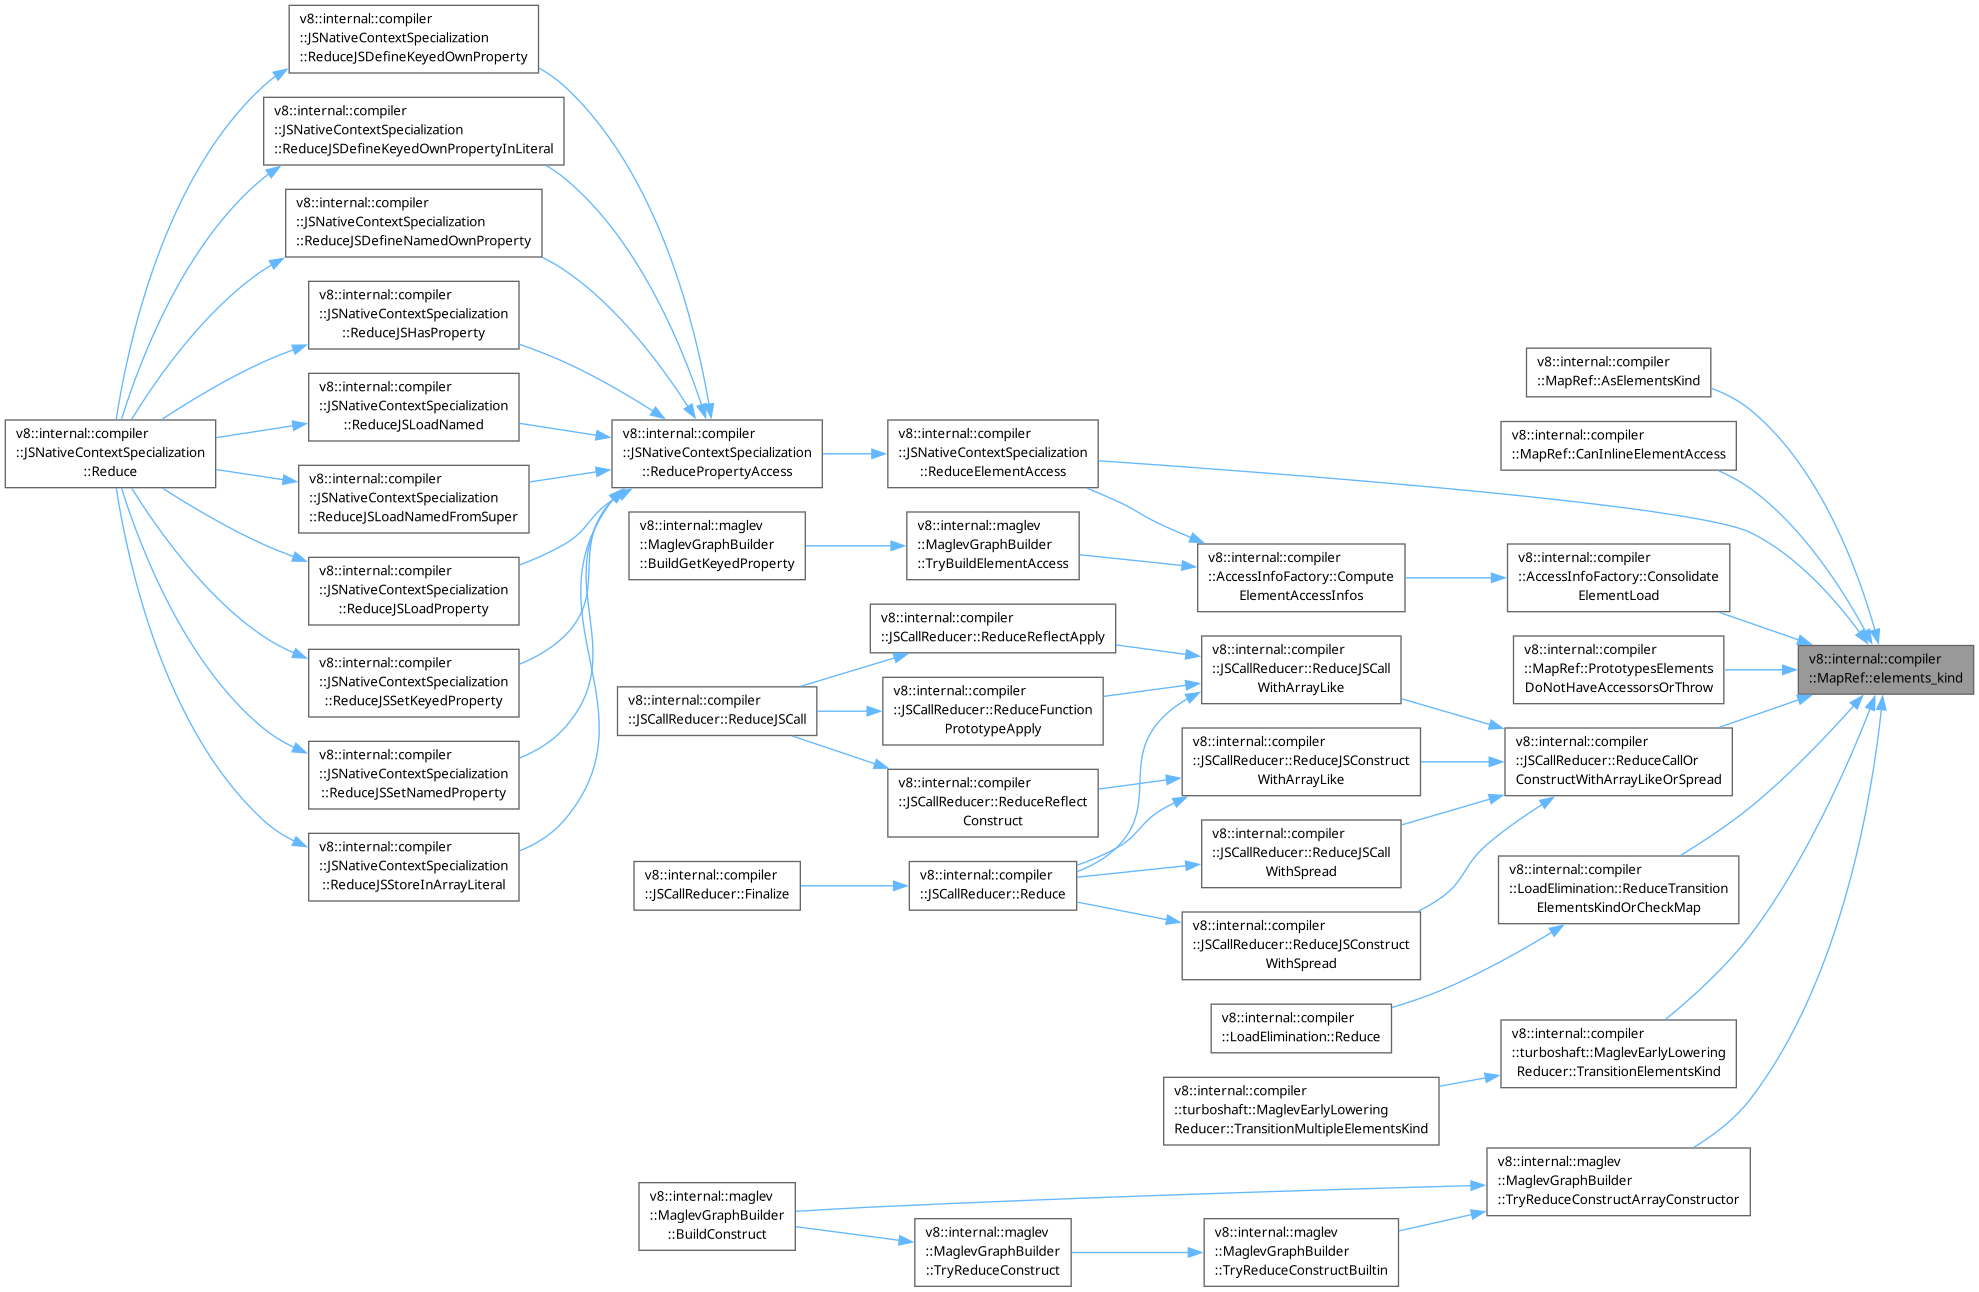 v8::internal::compiler
::JSNativeContextSpecialization
::ReduceJSDefineKeyedOwnProperty
v8::internal::compiler
::JSNativeContextSpecialization
::ReduceJSDefineKeyedOwnPropertyInLiteral
v8::internal::compiler
::JSNativeContextSpecialization
::ReduceJSDefineNamedOwnProperty
v8::internal::compiler
::JSNativeContextSpecialization
::ReduceJSHasProperty
v8::internal::compiler
::JSNativeContextSpecialization
::ReduceJSLoadNamed
v8::internal::compiler
::JSNativeContextSpecialization
::Reduce
v8::internal::compiler
::JSNativeContextSpecialization
::ReduceJSLoadNamedFromSuper
v8::internal::compiler
::JSNativeContextSpecialization
::ReduceJSLoadProperty
v8::internal::compiler
::JSNativeContextSpecialization
::ReduceJSSetKeyedProperty
v8::internal::compiler
::JSNativeContextSpecialization
::ReduceJSSetNamedProperty
v8::internal::compiler
::JSNativeContextSpecialization
::ReduceJSStoreInArrayLiteral
v8::internal::compiler
::JSNativeContextSpecialization
::ReducePropertyAccess
v8::internal::maglev
::MaglevGraphBuilder
::BuildGetKeyedProperty
v8::internal::compiler
::JSCallReducer::ReduceJSCall
v8::internal::compiler
::JSCallReducer::Finalize
v8::internal::maglev
::MaglevGraphBuilder
::BuildConstruct
v8::internal::compiler
::JSNativeContextSpecialization
::ReduceElementAccess
v8::internal::maglev
::MaglevGraphBuilder
::TryBuildElementAccess
v8::internal::compiler
::JSCallReducer::ReduceReflectApply
v8::internal::compiler
::JSCallReducer::ReduceFunction
PrototypeApply
v8::internal::compiler
::JSCallReducer::ReduceReflect
Construct
v8::internal::compiler
::JSCallReducer::Reduce
v8::internal::maglev
::MaglevGraphBuilder
::TryReduceConstruct
v8::internal::compiler
::AccessInfoFactory::Compute
ElementAccessInfos
v8::internal::compiler
::JSCallReducer::ReduceJSCall
WithArrayLike
v8::internal::compiler
::JSCallReducer::ReduceJSConstruct
WithArrayLike
v8::internal::compiler
::JSCallReducer::ReduceJSCall
WithSpread
v8::internal::compiler
::JSCallReducer::ReduceJSConstruct
WithSpread
v8::internal::compiler
::LoadElimination::Reduce
v8::internal::compiler
::turboshaft::MaglevEarlyLowering
Reducer::TransitionMultipleElementsKind
v8::internal::maglev
::MaglevGraphBuilder
::TryReduceConstructBuiltin
v8::internal::compiler
::MapRef::AsElementsKind
v8::internal::compiler
::MapRef::CanInlineElementAccess
v8::internal::compiler
::AccessInfoFactory::Consolidate
ElementLoad
v8::internal::compiler
::MapRef::PrototypesElements
DoNotHaveAccessorsOrThrow
v8::internal::compiler
::JSCallReducer::ReduceCallOr
ConstructWithArrayLikeOrSpread
v8::internal::compiler
::LoadElimination::ReduceTransition
ElementsKindOrCheckMap
v8::internal::compiler
::turboshaft::MaglevEarlyLowering
Reducer::TransitionElementsKind
v8::internal::maglev
::MaglevGraphBuilder
::TryReduceConstructArrayConstructor
v8::internal::compiler
::MapRef::elements_kind